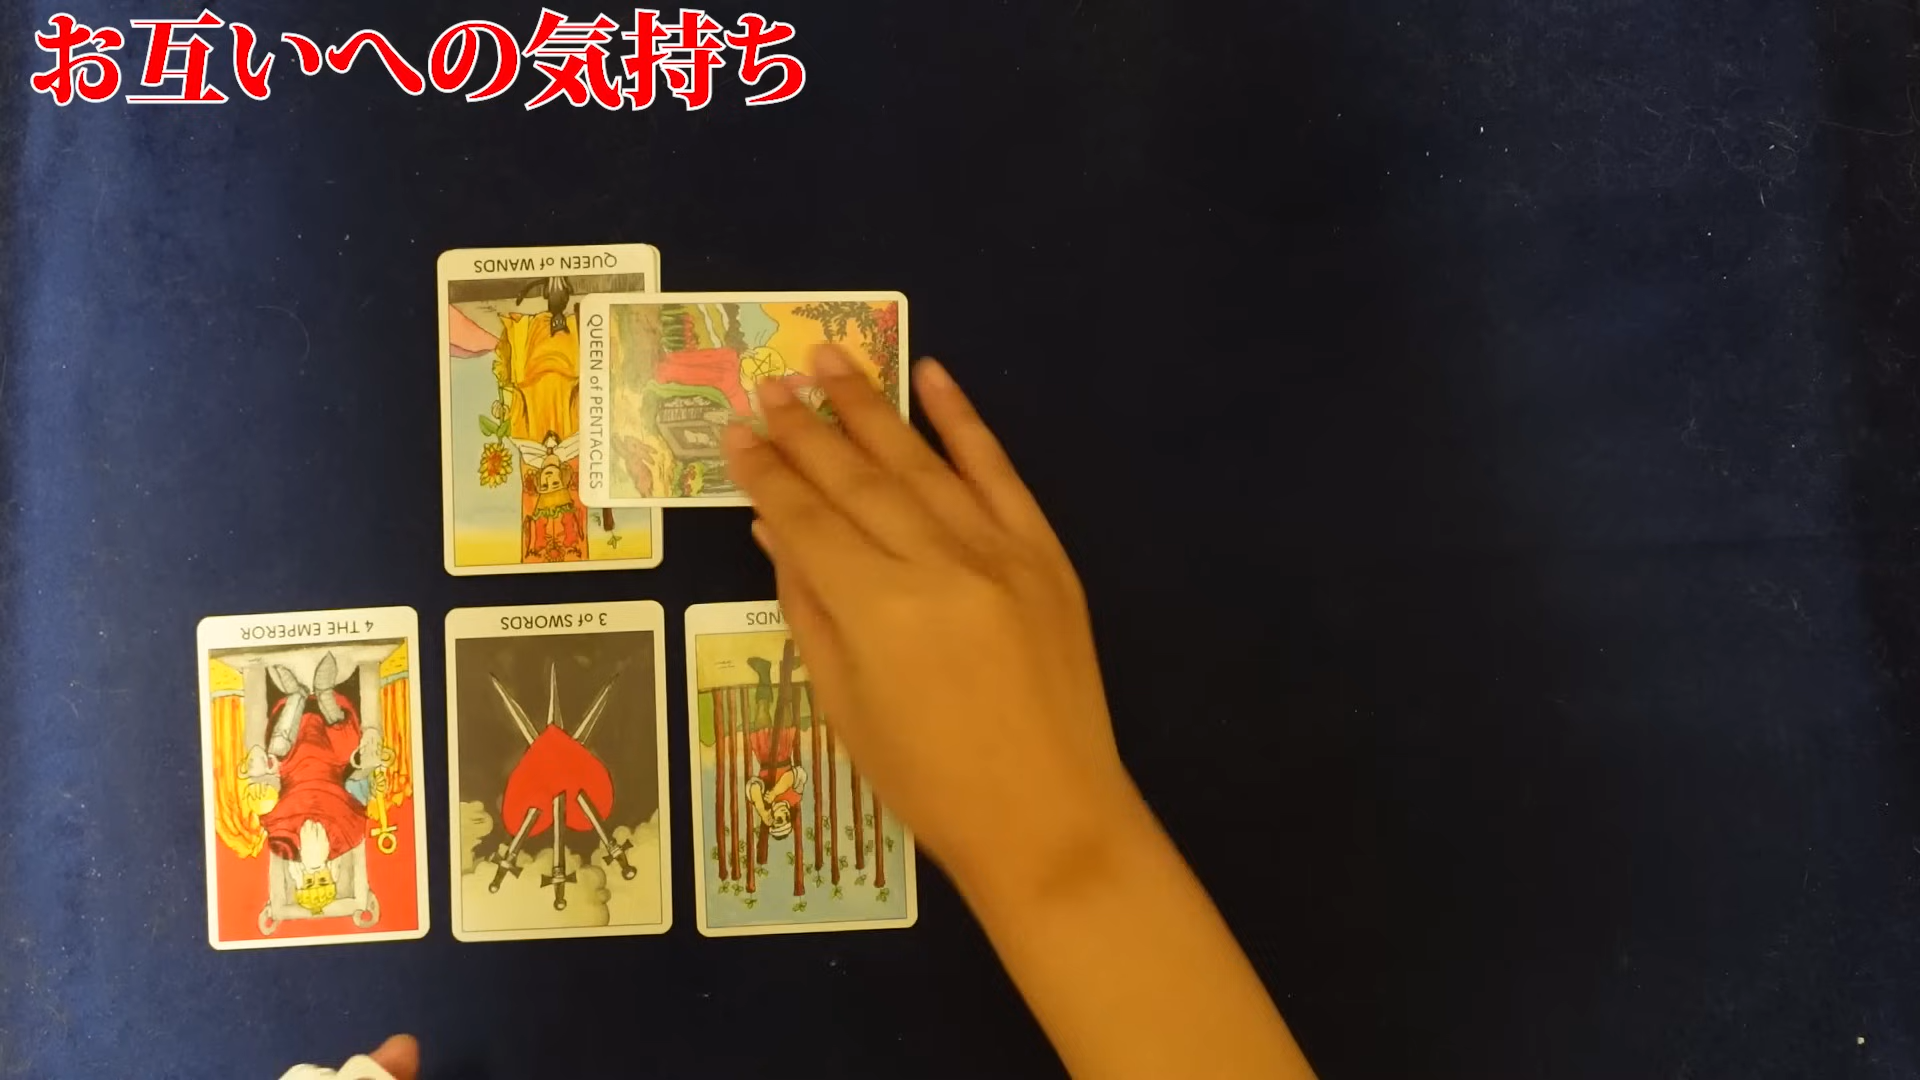 お互いへの気持ち
QUEEN of WANDS
QUEEN of PENTACLES
4 THE EMPEROR
3 of SWORDS